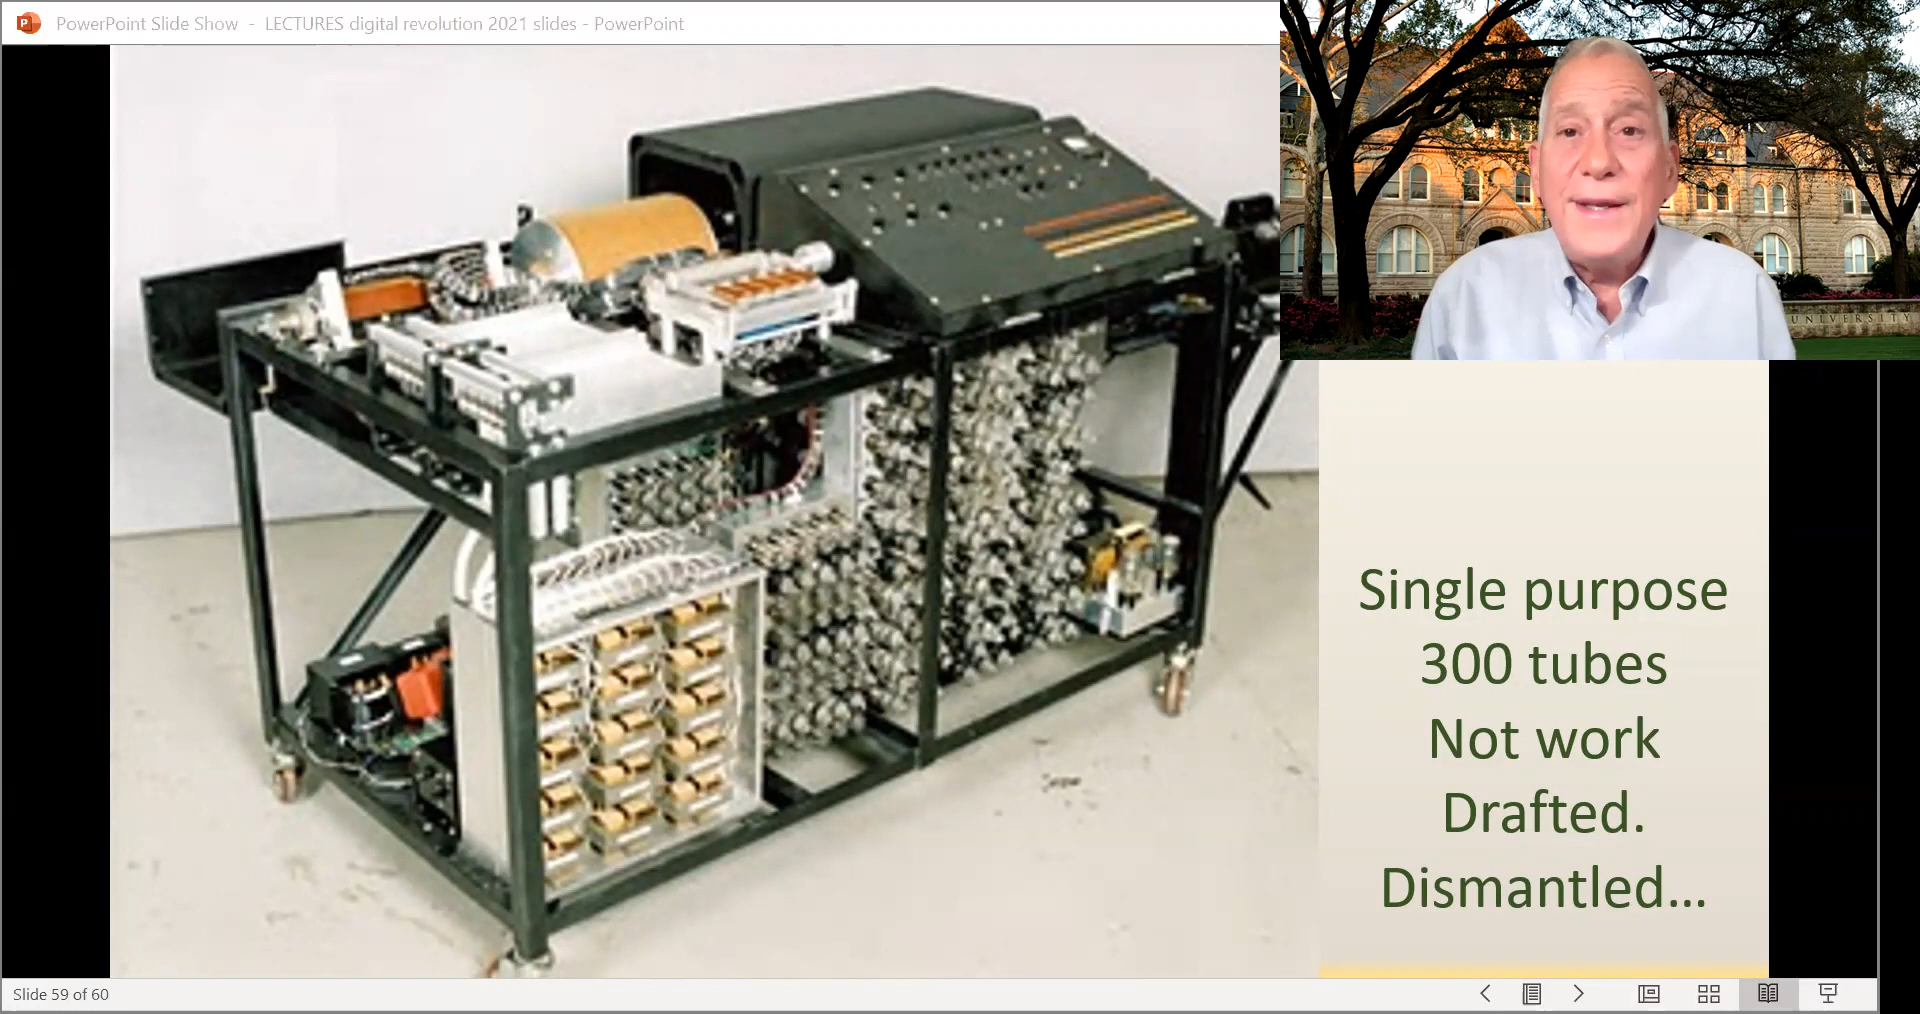 PowerPoint Slide Show - LECTURES digital revolution 2021 slides - PowerPoint
UNIVERSITY
Single purpose
300 tubes
Not work
Drafted.
Dismantled...
Slide 59 of 60